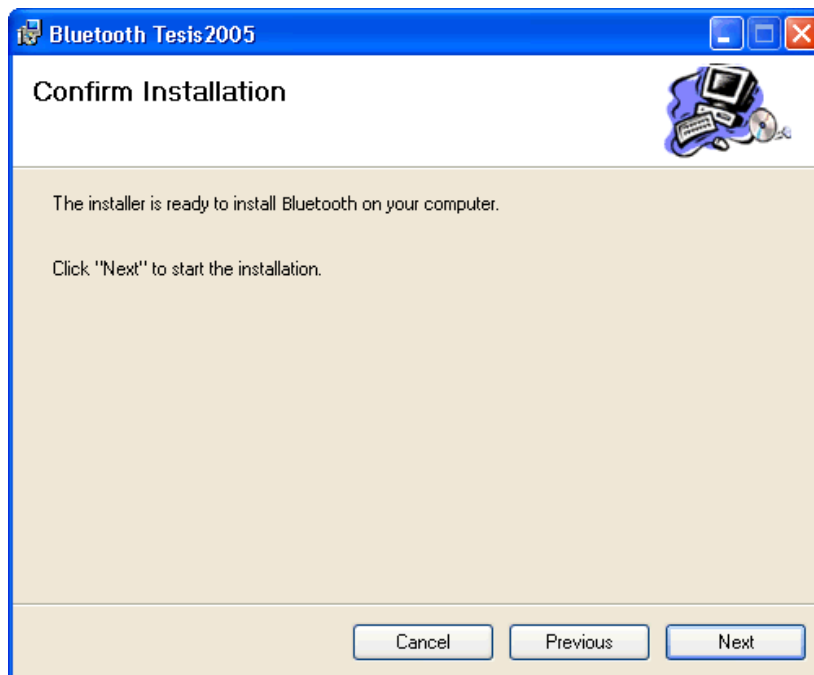 Bluetooth Tesis2005
Confirm Installation
The installer is ready to install Bluetooth on your computer.
Click "Next" to start the installation.
Cancel Previous Next